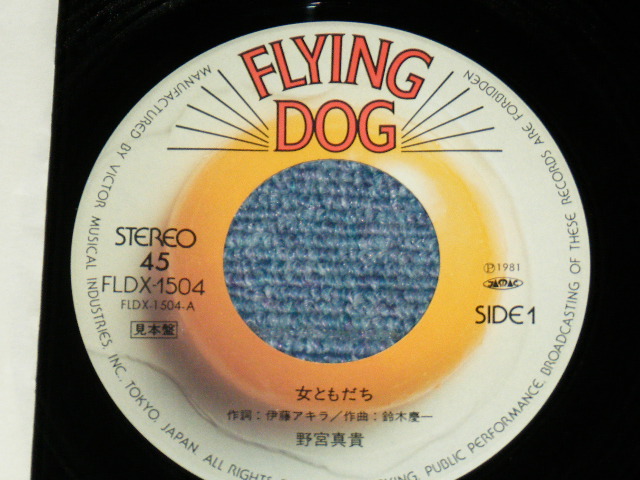 FLYING
DOG
STEREO
45
FLDX-1504
FLDX-1504-A
見本盤
℗1981
JASRAC
SIDE 1
女ともだち
作詞:伊藤アキラ/作曲:鈴木慶一
野宮真貴
MANUFACTURED BY VICTOR MUSICAL INDUSTRIES, INC., TOKYO, JAPAN. ALL RIGHTS PUBLIC PERFORMANCE, BROADCASTING OF THESE RECORDS ARE FORBIDDEN